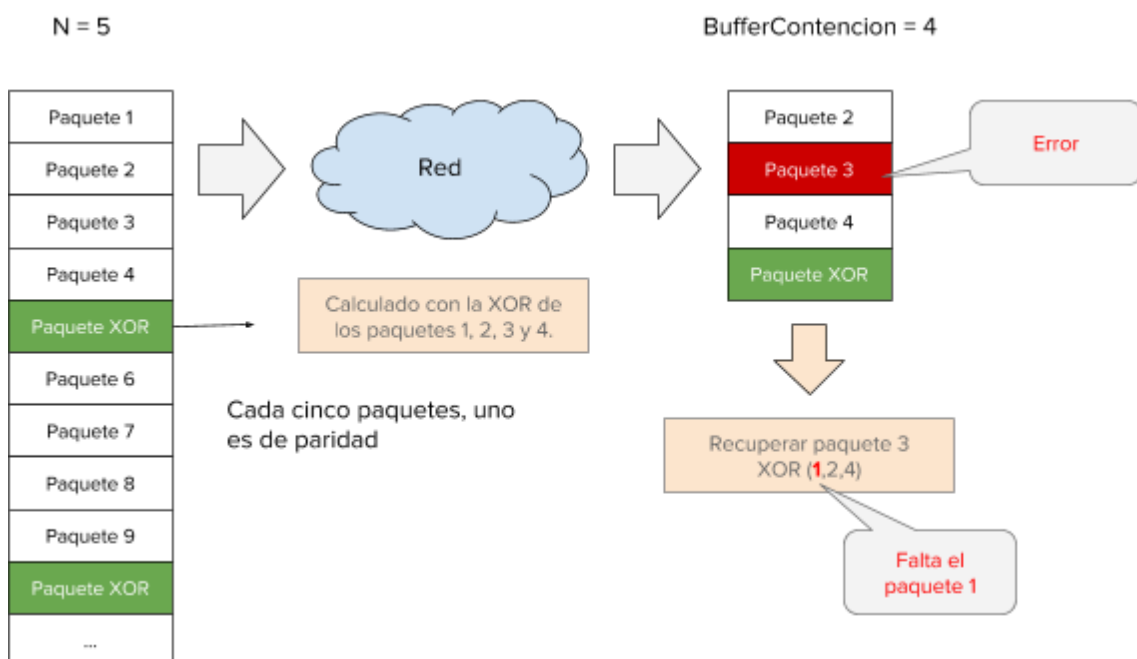 N = 5
BufferContencion = 4
Paquete 1
Paquete 2
Paquete 3
Paquete 4
Paquete XOR
Paquete 6
Paquete 7
Paquete 8
Paquete 9
Paquete XOR
...
Red
Calculado con la XOR de
los paquetes 1, 2, 3 y 4.
Cada cinco paquetes, uno
es de paridad
Paquete 2
Paquete 3
Paquete 4
Paquete XOR
Error
Recuperar paquete 3
XOR (1,2,4)
Falta el
paquete 1